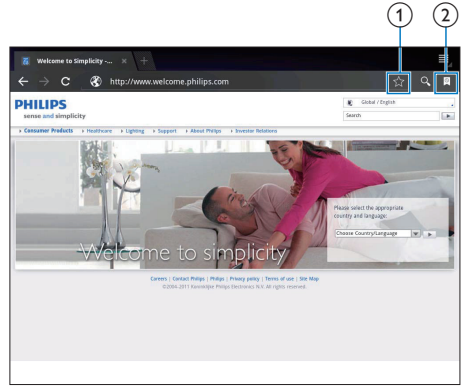 1 2
Welcome to Simplicity -... × +
http://www.welcome.philips.com
PHILIPS
sense and simplicity
Global / English
Search
Consumer Products Healthcare Lighting Support About Philips Investor Relations
Please select the appropriate
country and language:
Choose Country/Language
Welcome to simplicity
Careers | Contact Philips | Philips | Privacy policy | Terms of use | Site Map
©2004-2011 Koninklijke Philips Electronics N.V. All rights reserved.